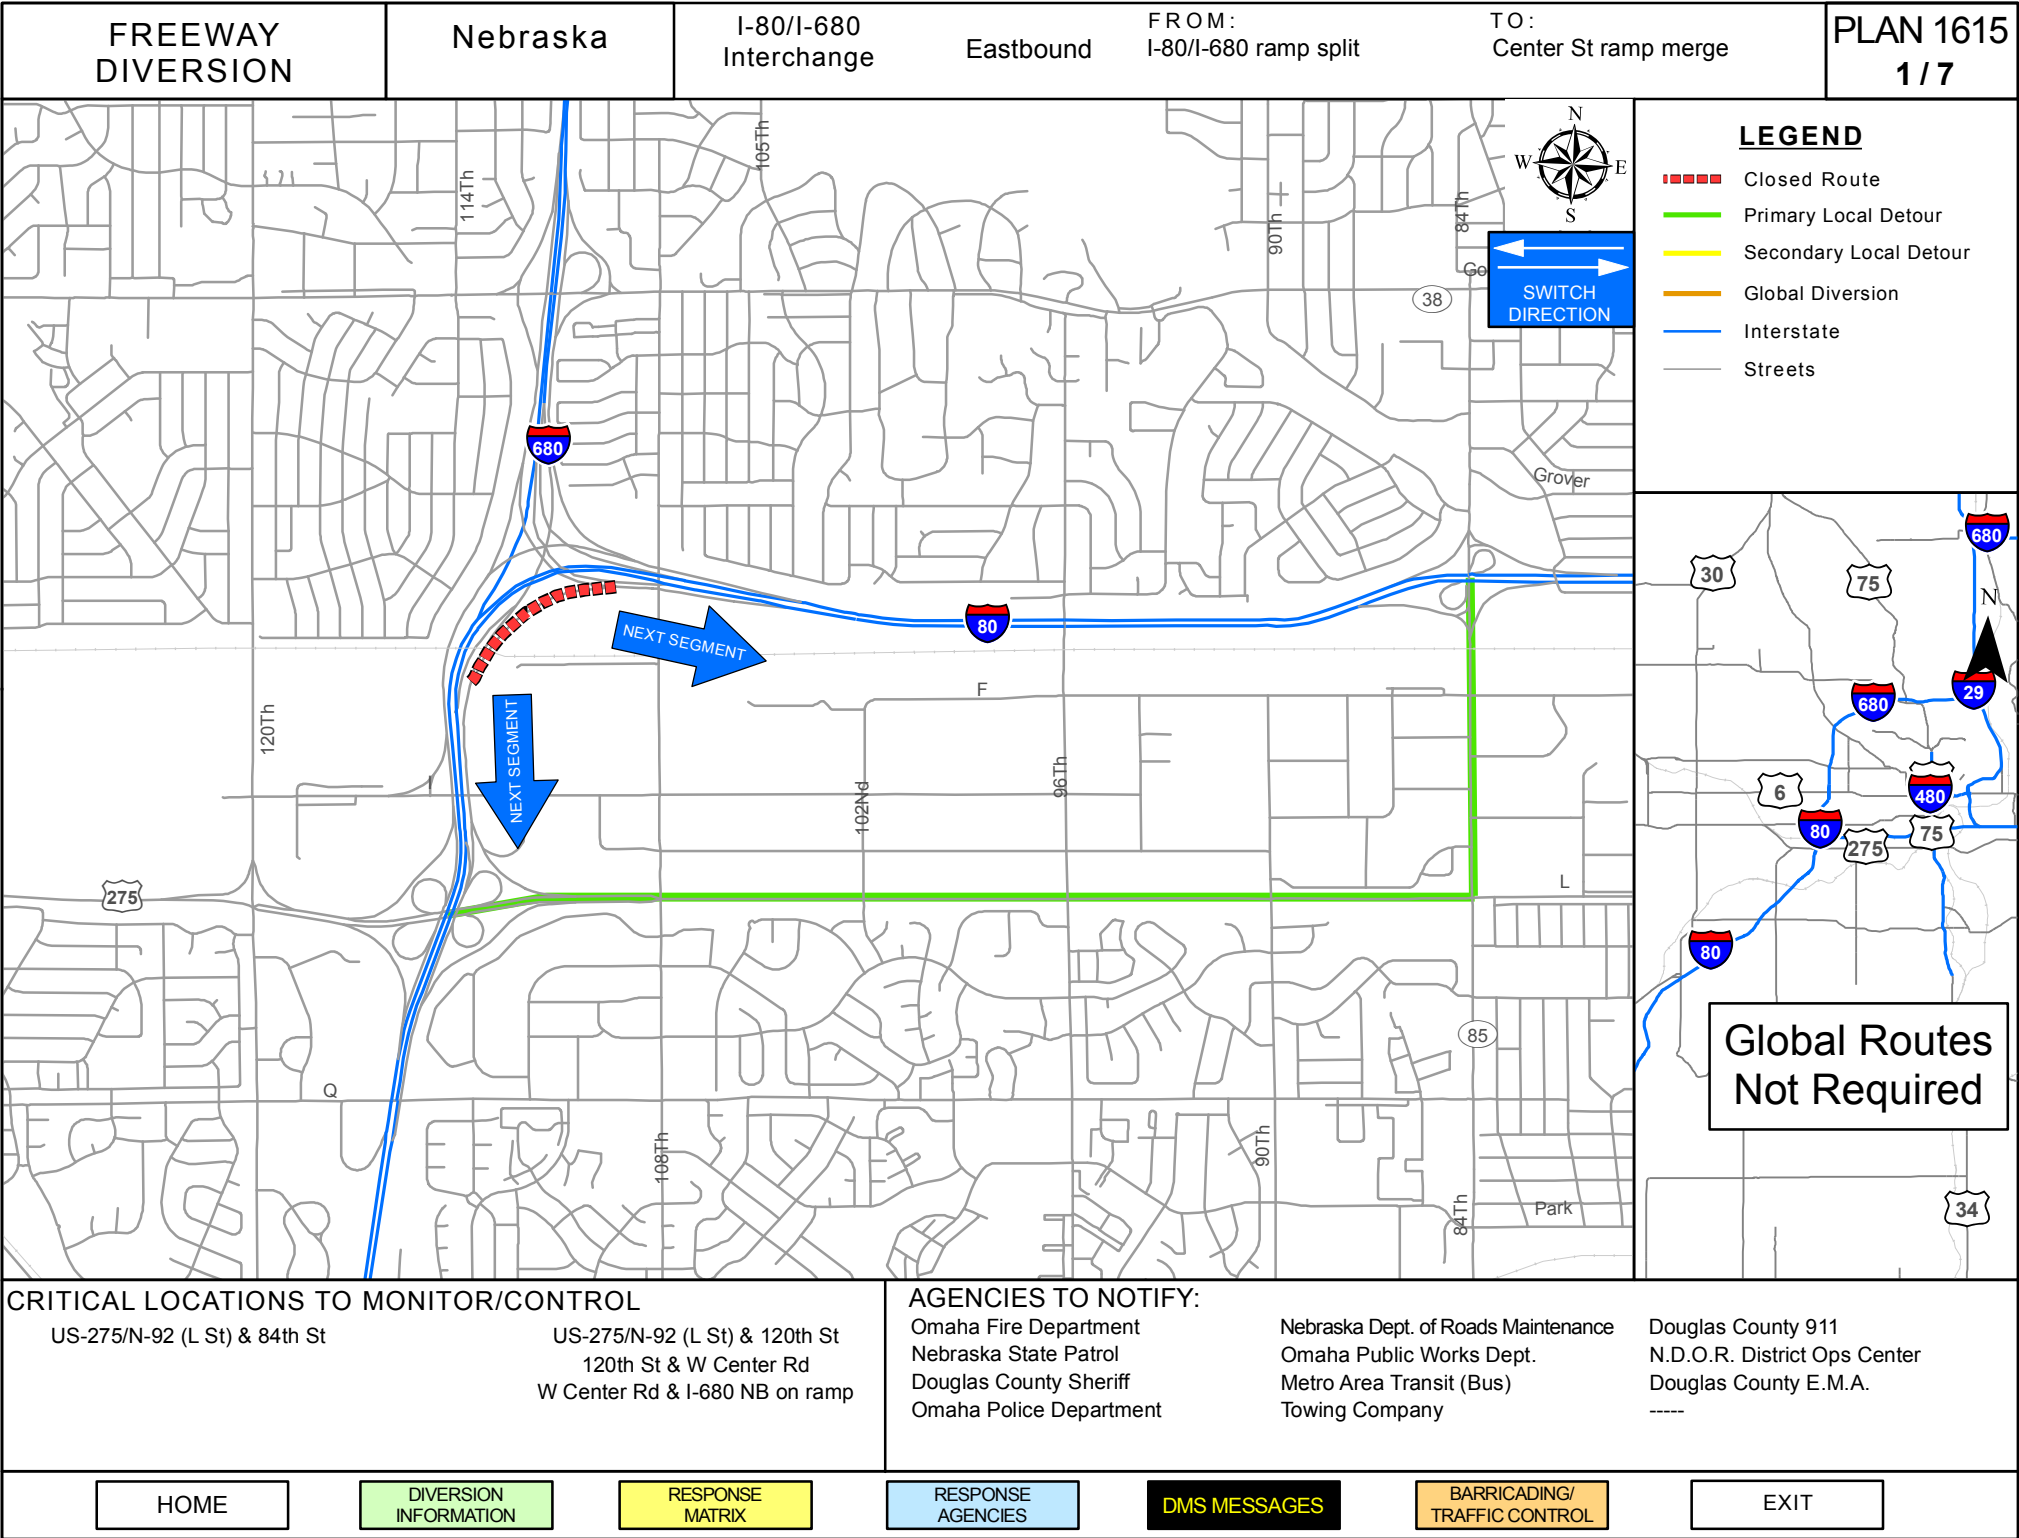 FREEWAY
DIVERSION
Nebraska
I-80/I-680
Interchange
Eastbound
FROM:
I-80/I-680 ramp split
TO:
Center St ramp merge
PLAN 1615
1 / 7
105Th
114Th
90Th
84Th
N
W
E
S
Go
38
SWITCH
DIRECTION
680
Grover
80
NEXT SEGMENT
NEXT SEGMENT
F
120Th
I
102Nd
96Th
275
L
85
Q
108Th
90Th
84Th
Park
LEGEND
Closed Route
Primary Local Detour
Secondary Local Detour
Global Diversion
Interstate
Streets
680
30
75
N
680
29
6
480
80
75
275
80
Global Routes
Not Required
34
CRITICAL LOCATIONS TO MONITOR/CONTROL
US-275/N-92 (L St) & 84th St
US-275/N-92 (L St) & 120th St
120th St & W Center Rd
W Center Rd & I-680 NB on ramp
AGENCIES TO NOTIFY:
Omaha Fire Department
Nebraska State Patrol
Douglas County Sheriff
Omaha Police Department
Nebraska Dept. of Roads Maintenance
Omaha Public Works Dept.
Metro Area Transit (Bus)
Towing Company
Douglas County 911
N.D.O.R. District Ops Center
Douglas County E.M.A.
-----
HOME
DIVERSION
INFORMATION
RESPONSE
MATRIX
RESPONSE
AGENCIES
DMS MESSAGES
BARRICADING/
TRAFFIC CONTROL
EXIT